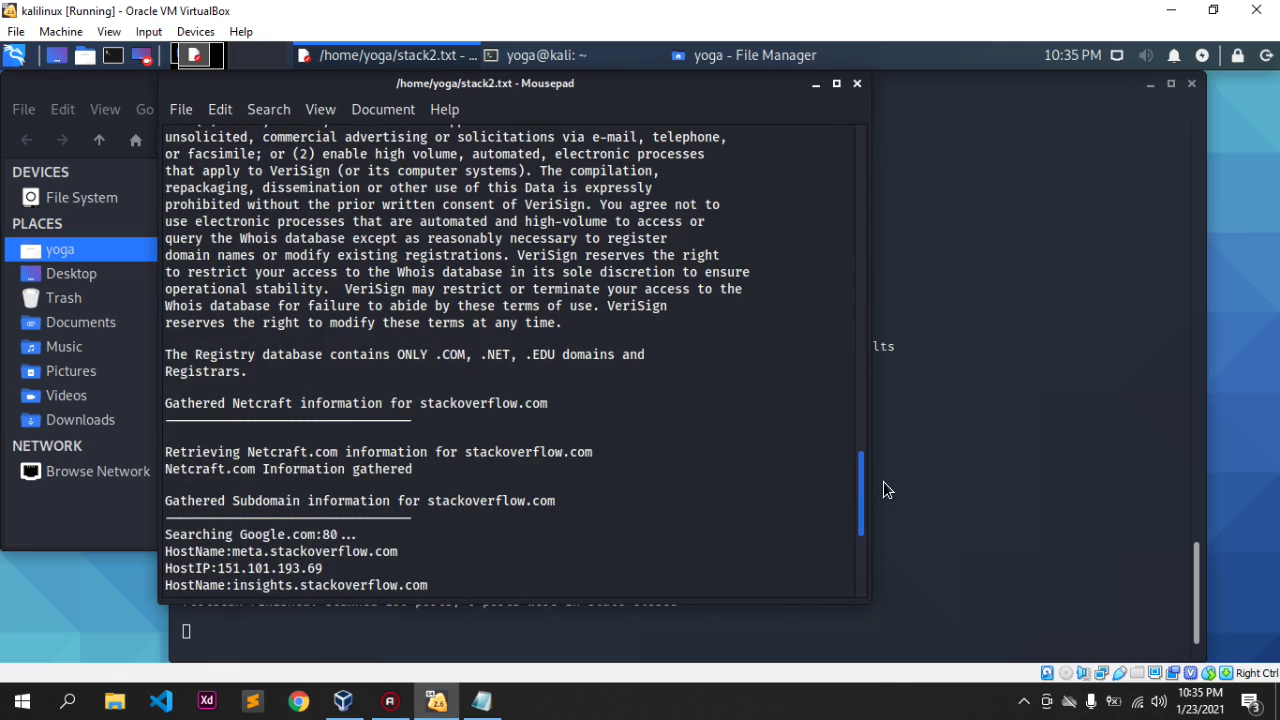 kalilinux [Running] - Oracle VM VirtualBox
File Machine View Input Devices Help
/home/yoga/stack2.txt - ...
yoga@kali: ~
yoga - File Manager
10:35 PM
/home/yoga/stack2.txt - Mousepad
File Edit View Go
File Edit Search View Document Help
DEVICES
File System
PLACES
yoga
Desktop
Trash
Documents
Music
Pictures
Videos
Downloads
NETWORK
Browse Network
unsolicited, commercial advertising or solicitations via e-mail, telephone,
or facsimile; or (2) enable high volume, automated, electronic processes
that apply to VeriSign (or its computer systems). The compilation,
repackaging, dissemination or other use of this Data is expressly
prohibited without the prior written consent of VeriSign. You agree not to
use electronic processes that are automated and high-volume to access or
query the Whois database except as reasonably necessary to register
domain names or modify existing registrations. VeriSign reserves the right
to restrict your access to the Whois database in its sole discretion to ensure
operational stability.  VeriSign may restrict or terminate your access to the
Whois database for failure to abide by these terms of use. VeriSign
reserves the right to modify these terms at any time.
The Registry database contains ONLY .COM, .NET, .EDU domains and
Registrars.
Gathered Netcraft information for stackoverflow.com
Retrieving Netcraft.com information for stackoverflow.com
Netcraft.com Information gathered
Gathered Subdomain information for stackoverflow.com
Searching Google.com:80...
HostName:meta.stackoverflow.com
HostIP:151.101.193.69
HostName:insights.stackoverflow.com
lts
Right Ctrl
Xd
2.6
10:35 PM
1/23/2021
3